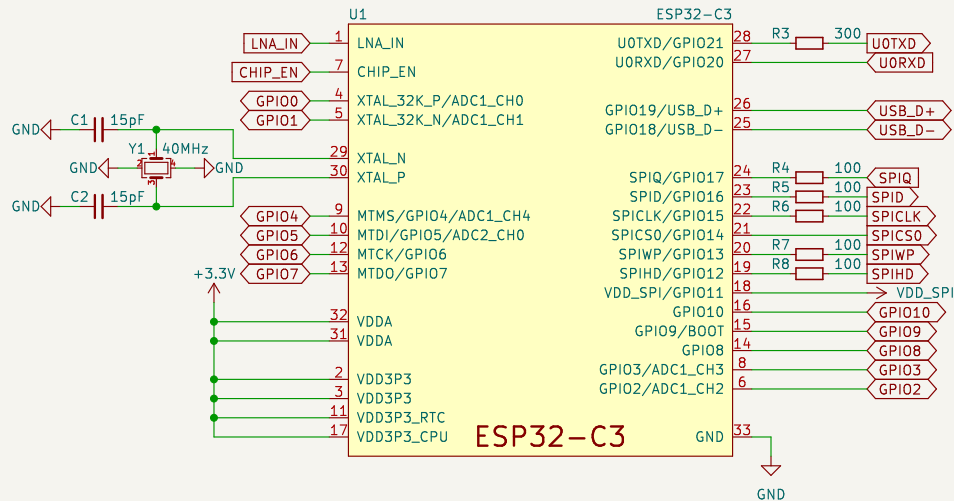 U1 ESP32-C3
LNA_IN 1 LNA_IN U0TXD/GPIO21 28 R3 300 U0TXD
U0RXD/GPIO20 27 U0RXD
CHIP_EN 7 CHIP_EN
GPIO0 4 XTAL_32K_P/ADC1_CH0 GPIO19/USB_D+ 26 USB_D+
GPIO1 5 XTAL_32K_N/ADC1_CH1 GPIO18/USB_D- 25 USB_D-
GND C1 15pF
Y1 40MHz 29 XTAL_N
GND 2 1 4 3 GND
30 XTAL_P SPIQ/GPIO17 24 R4 100 SPIQ
GND C2 15pF SPID/GPIO16 23 R5 100 SPID
GPIO4 9 MTMS/GPIO4/ADC1_CH4 SPICLK/GPIO15 22 R6 100 SPICLK
GPIO5 10 MTDI/GPIO5/ADC2_CH0 SPICS0/GPIO14 21 SPICS0
GPIO6 12 MTCK/GPIO6 SPIWP/GPIO13 20 R7 100 SPIWP
GPIO7 13 MTDO/GPIO7 SPIHD/GPIO12 19 R8 100 SPIHD
+3.3V VDD_SPI/GPIO11 18 VDD_SPI
GPIO10 16 GPIO10
32 VDDA GPIO9/BOOT 15 GPIO9
31 VDDA GPIO8 14 GPIO8
GPIO3/ADC1_CH3 8 GPIO3
2 VDD3P3 GPIO2/ADC1_CH2 6 GPIO2
3 VDD3P3
11 VDD3P3_RTC
17 VDD3P3_CPU ESP32-C3 GND 33
GND